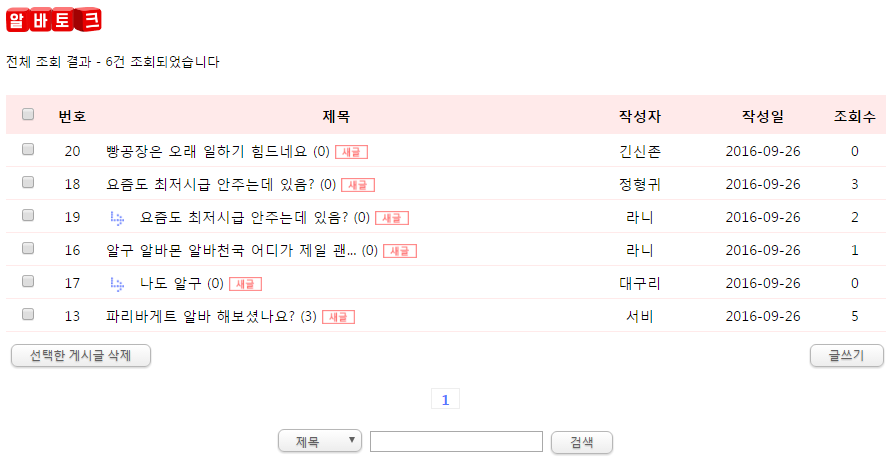 알바토크
전체 조회 결과 - 6건 조회되었습니다
번호 제목 작성자 작성일 조회수
20 빵공장은 오래 일하기 힘드네요 (0) 새글 긴신존 2016-09-26 0
18 요즘도 최저시급 안주는데 있음? (0) 새글 정형귀 2016-09-26 3
19 요즘도 최저시급 안주는데 있음? (0) 새글 라니 2016-09-26 2
16 알구 알바몬 알바천국 어디가 제일 괜... (0) 새글 라니 2016-09-26 1
17 나도 알구 (0) 새글 대구리 2016-09-26 0
13 파리바게트 알바 해보셨나요? (3) 새글 서비 2016-09-26 5
선택한 게시글 삭제 글쓰기
1
제목 검색